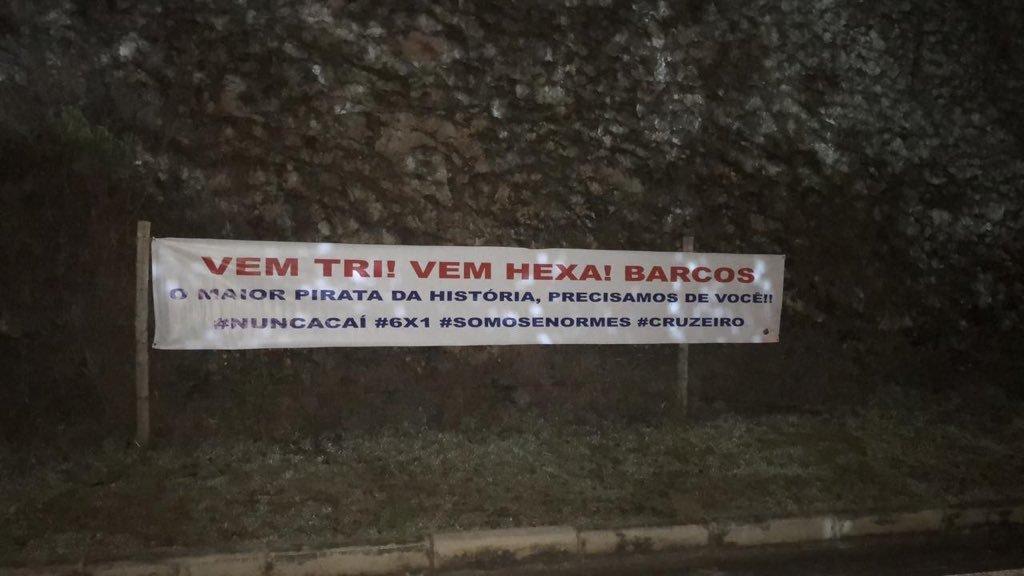 VEM TRI! VEM HEXA! BARCOS
O MAIOR PIRATA DA HISTÓRIA, PRECISAMOS DE VOCÊ!!
#NUNCACAÍ #6X1 #SOMOSENORMES #CRUZEIRO